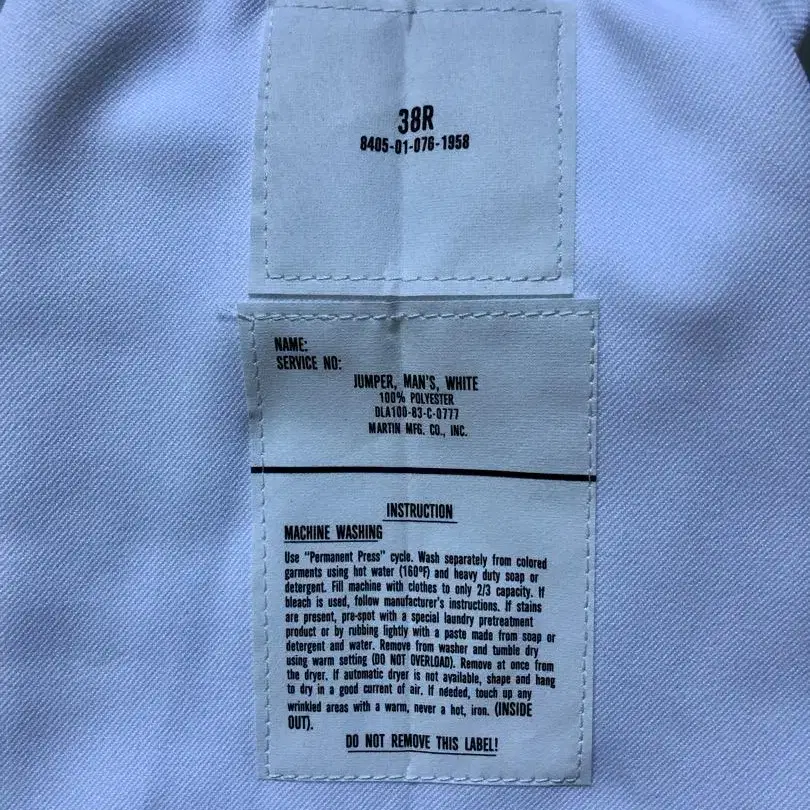 38R
8405-01-076-1958
NAME:
SERVICE NO:
JUMPER, MAN'S, WHITE
100% POLYESTER
DLA100-83-C-0777
MARTIN MFG. CO., INC.
INSTRUCTION
MACHINE WASHING
Use "Permanent Press" cycle. Wash separately from colored
garments using hot water (160ºF) and heavy duty soap or
detergent. Fill machine with clothes to only 2/3 capacity. If
bleach is used, follow manufacturer's instructions. If stains
are present, pre-spot with a special laundry pretreatment
product or by rubbing lightly with a paste made from soap or
detergent and water. Remove from washer and tumble dry
using warm setting (DO NOT OVERLOAD). Remove at once from
the dryer. If automatic dryer is not available, shape and hang
to dry in a good current of air. If needed, touch up any
wrinkled areas with a warm, never a hot, iron. (INSIDE
OUT).
DO NOT REMOVE THIS LABEL!